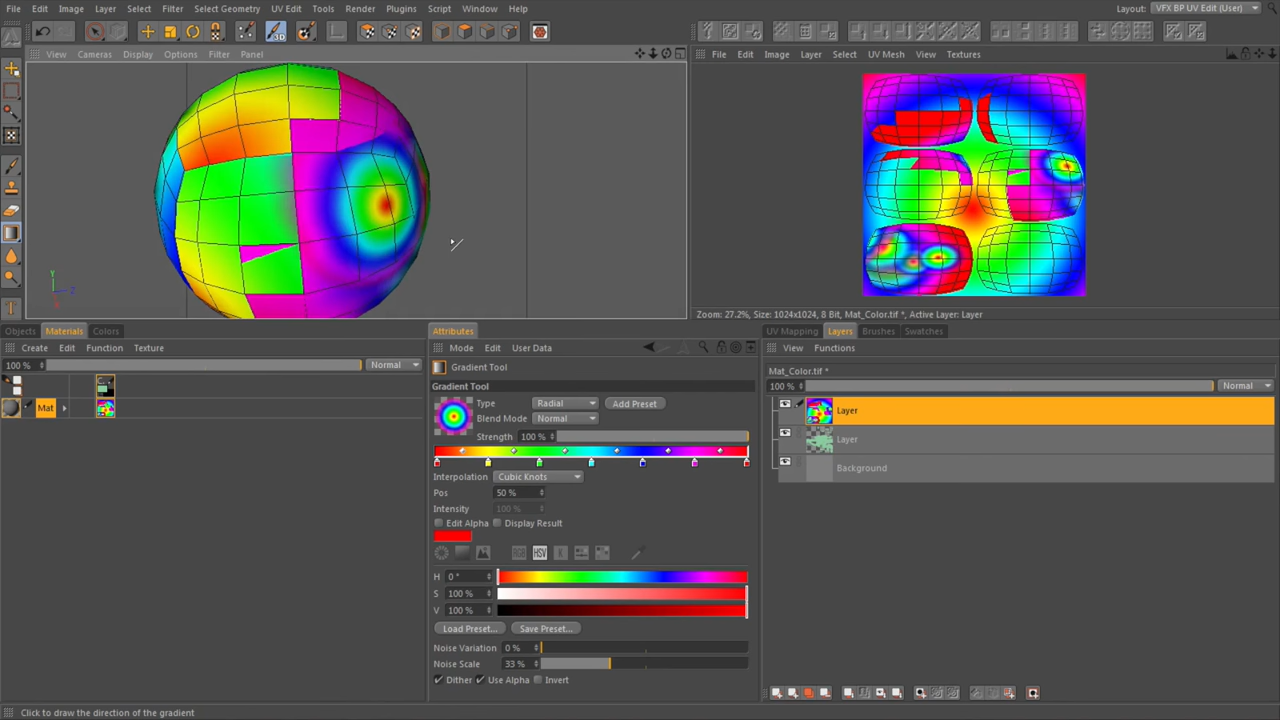 File Edit Image Layer Select Filter Select Geometry UV Edit Tools Render Plugins Script Window Help Layout: VFX BP UV Edit (User)
View Cameras Display Options Filter Panel
File Edit Image Layer Select UV Mesh View Textures
Y
Z
Zoom: 27.2%, Size: 1024x1024, 8 Bit, Mat_Color.tif *, Active Layer: Layer
Objects Materials Colors
Create Edit Function Texture
100 % Normal
Mat
Attributes
Mode Edit User Data
Gradient Tool
Gradient Tool
Type Radial Add Preset
Blend Mode Normal
Strength 100 %
Interpolation Cubic Knots
Pos 50 %
Intensity 100 %
Edit Alpha Display Result
RGB HSV K
H 0 °
S 100 %
V 100 %
Load Preset... Save Preset...
Noise Variation 0 %
Noise Scale 33 %
Dither Use Alpha Invert
UV Mapping Layers Brushes Swatches
View Functions
Mat_Color.tif *
100 % Normal
Layer
Layer
Background
Click to draw the direction of the gradient